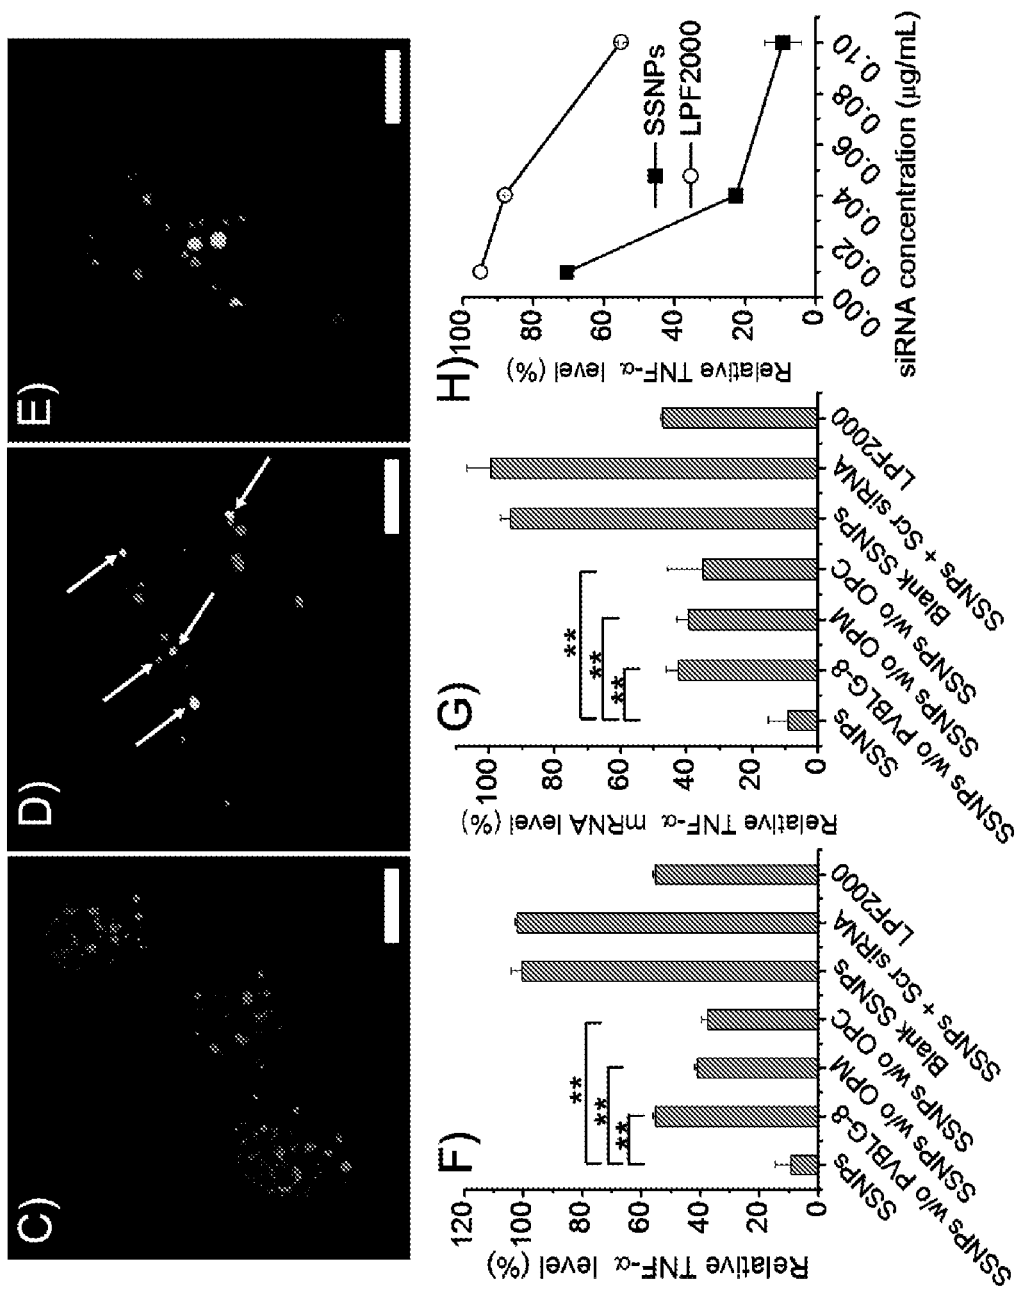 C)
D)
E)
F)
Relative TNF-α level (%)
120
100
80
60
40
20
0
**
**
**
SSNPs
SSNPs w/o PVBLG-8
SSNPs w/o OPM
SSNPs w/o OPC
Blank SSNPs
SSNPs + Scr siRNA
LPF2000
G)
Relative TNF-α mRNA level (%)
100
80
60
40
20
0
**
**
**
SSNPs
SSNPs w/o PVBLG-8
SSNPs w/o OPM
SSNPs w/o OPC
Blank SSNPs
SSNPs + Scr siRNA
LPF2000
H)
Relative TNF-α level (%)
100
80
60
40
20
0
SSNPs
LPF2000
0.00
0.02
0.04
0.06
0.08
0.10
siRNA concentration (μg/mL)